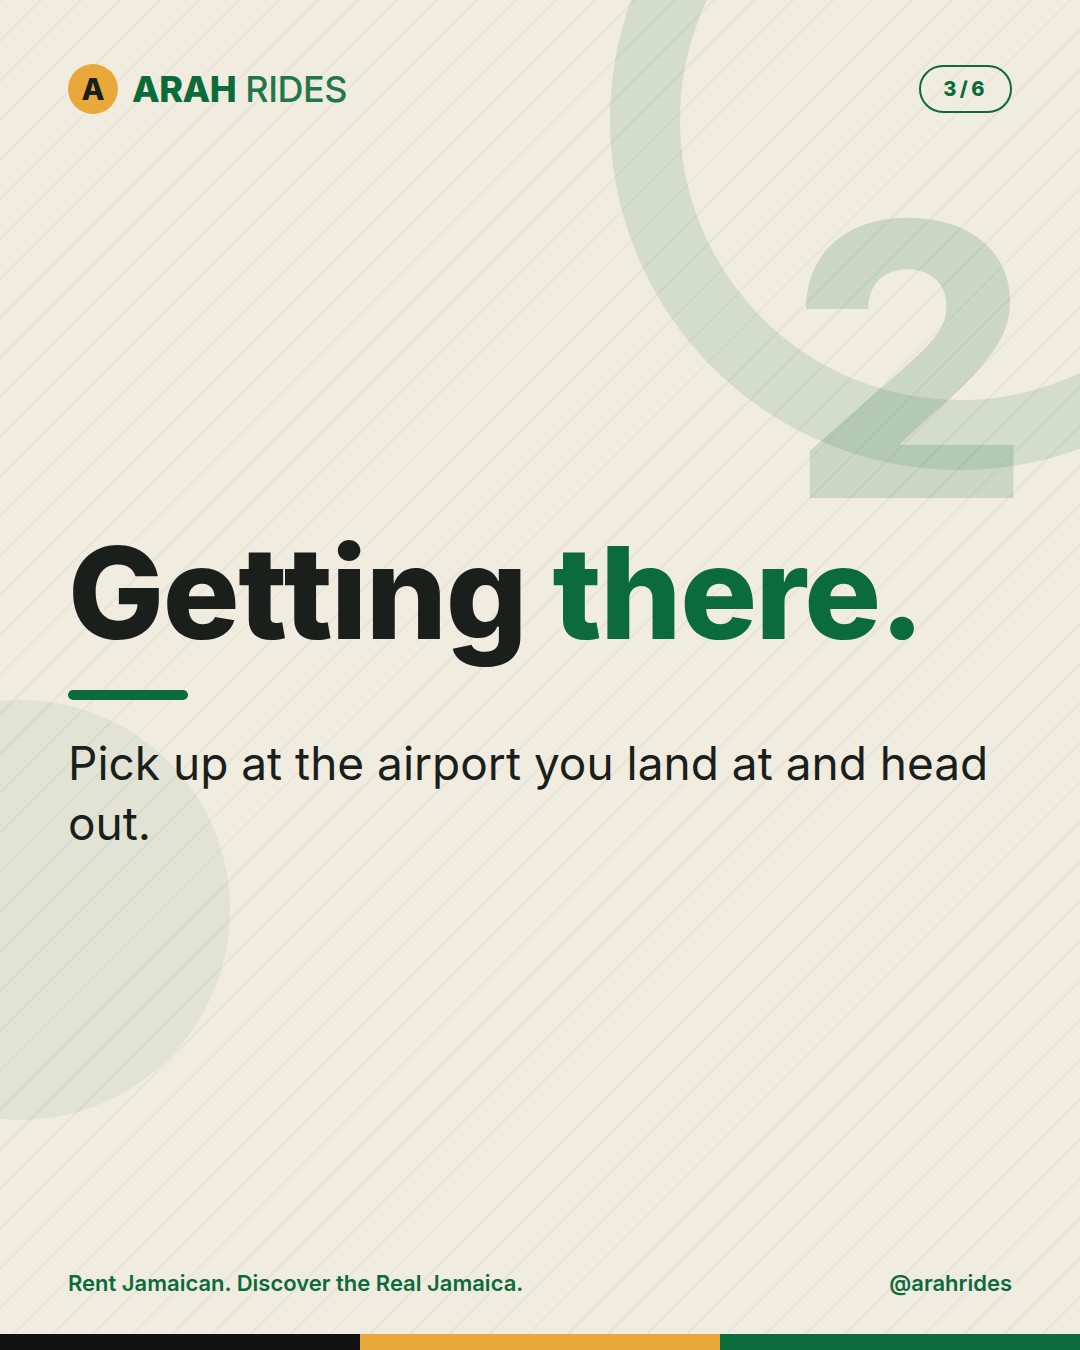 A ARAH RIDES
3/6
2
Getting there.
Pick up at the airport you land at and head
out.
Rent Jamaican. Discover the Real Jamaica.
@arahrides